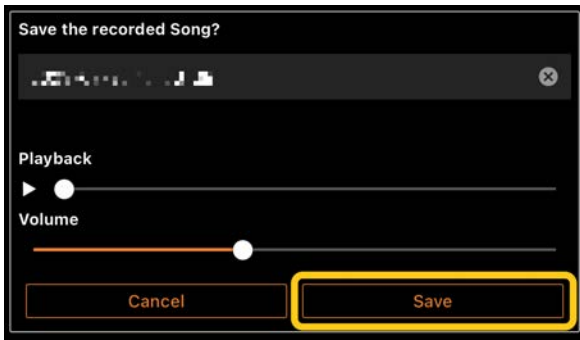 Save the recorded Song?
Playback
Volume
Cancel
Save